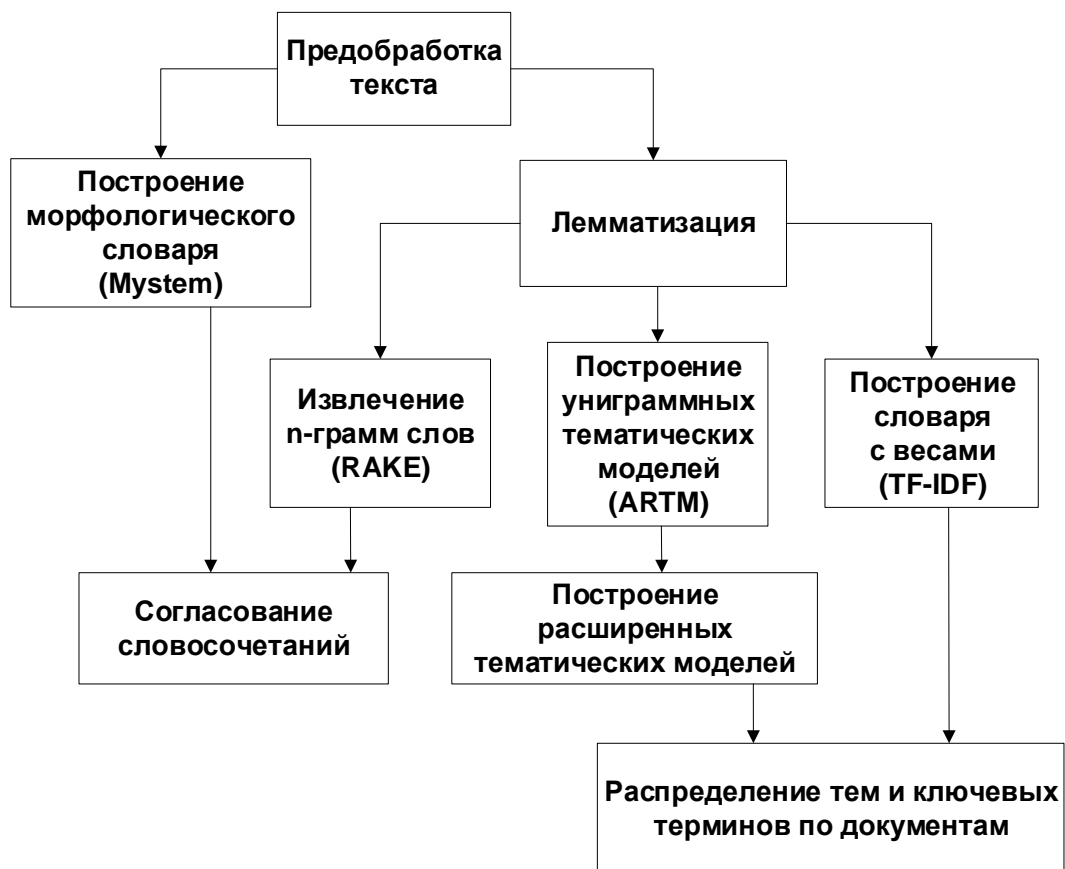 Предобработка
текста
Построение
морфологического
словаря
(Mystem)
Лемматизация
Извлечение
n-грамм слов
(RAKE)
Построение
униграммных
тематических
моделей
(ARTM)
Построение
словаря
с весами
(TF-IDF)
Согласование
словосочетаний
Построение
расширенных
тематических моделей
Распределение тем и ключевых
терминов по документам